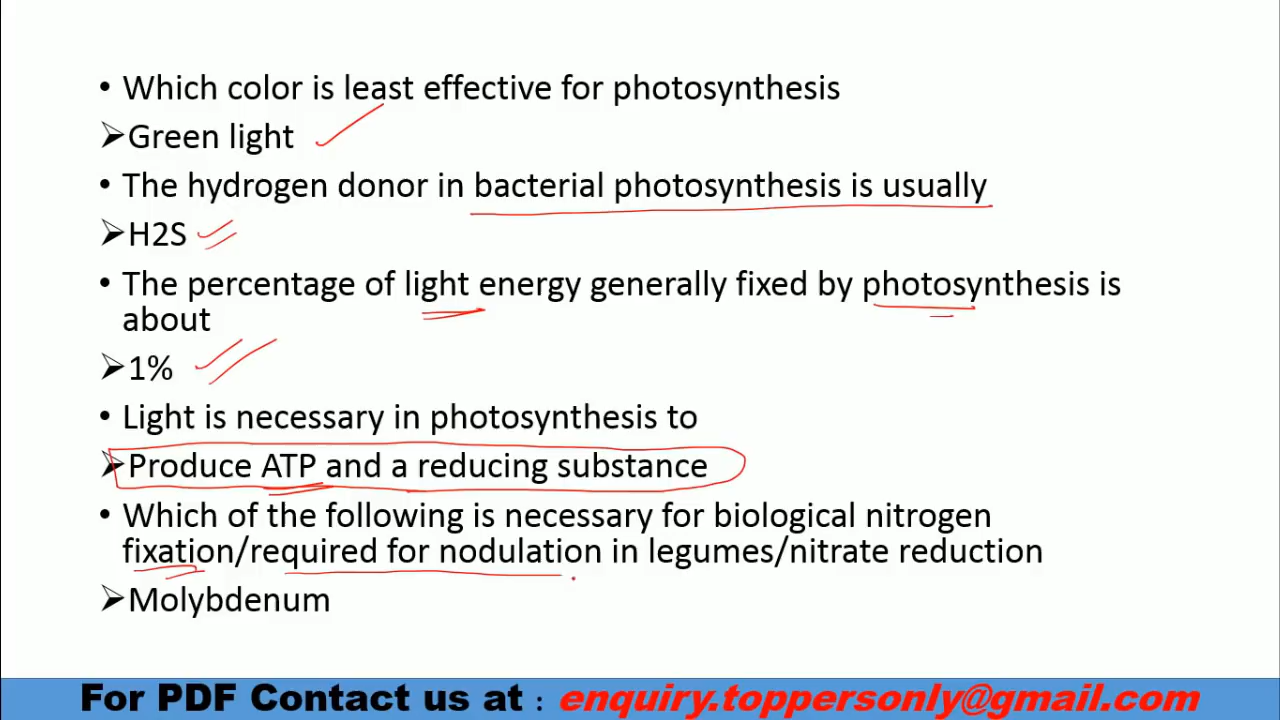 • Which color is least effective for photosynthesis
➢Green light
• The hydrogen donor in bacterial photosynthesis is usually
➢H2S
• The percentage of light energy generally fixed by photosynthesis is
about
➢1%
• Light is necessary in photosynthesis to
➢Produce ATP and a reducing substance
• Which of the following is necessary for biological nitrogen
fixation/required for nodulation in legumes/nitrate reduction
➢Molybdenum
For PDF Contact us at : enquiry.toppersonly@gmail.com